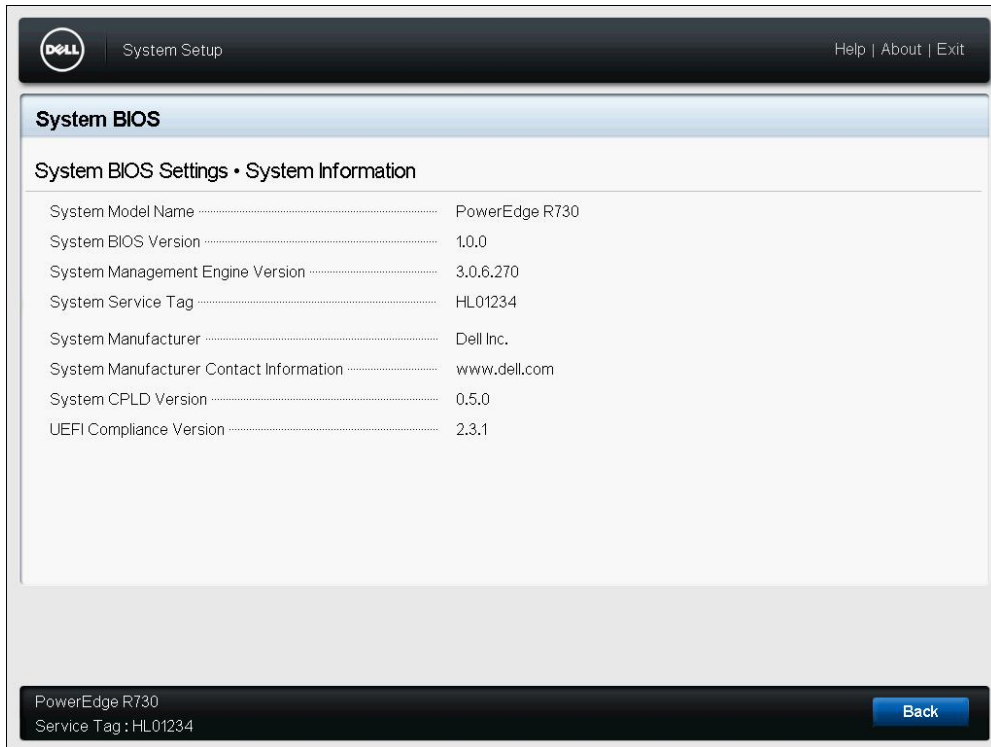 DELL
System Setup
Help | About | Exit
System BIOS
System BIOS Settings • System Information
System Model Name PowerEdge R730
System BIOS Version 1.0.0
System Management Engine Version 3.0.6.270
System Service Tag HL01234
System Manufacturer Dell Inc.
System Manufacturer Contact Information www.dell.com
System CPLD Version 0.5.0
UEFI Compliance Version 2.3.1
PowerEdge R730
Service Tag : HL01234
Back